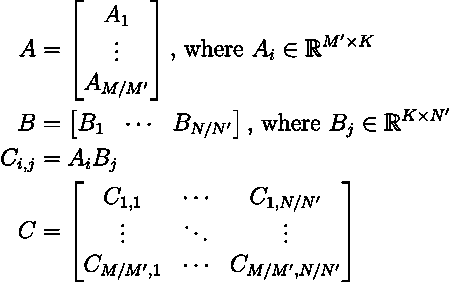 A = [ A_1 ⋮ A_{M/M'} ] , where A_i ∈ ℝ^{M'×K}
B = [ B_1 ⋯ B_{N/N'} ] , where B_j ∈ ℝ^{K×N'}
C_{i,j} = A_i B_j
C = [ C_{1,1} ⋯ C_{1,N/N'}
⋮ ⋱ ⋮
C_{M/M',1} ⋯ C_{M/M',N/N'} ]